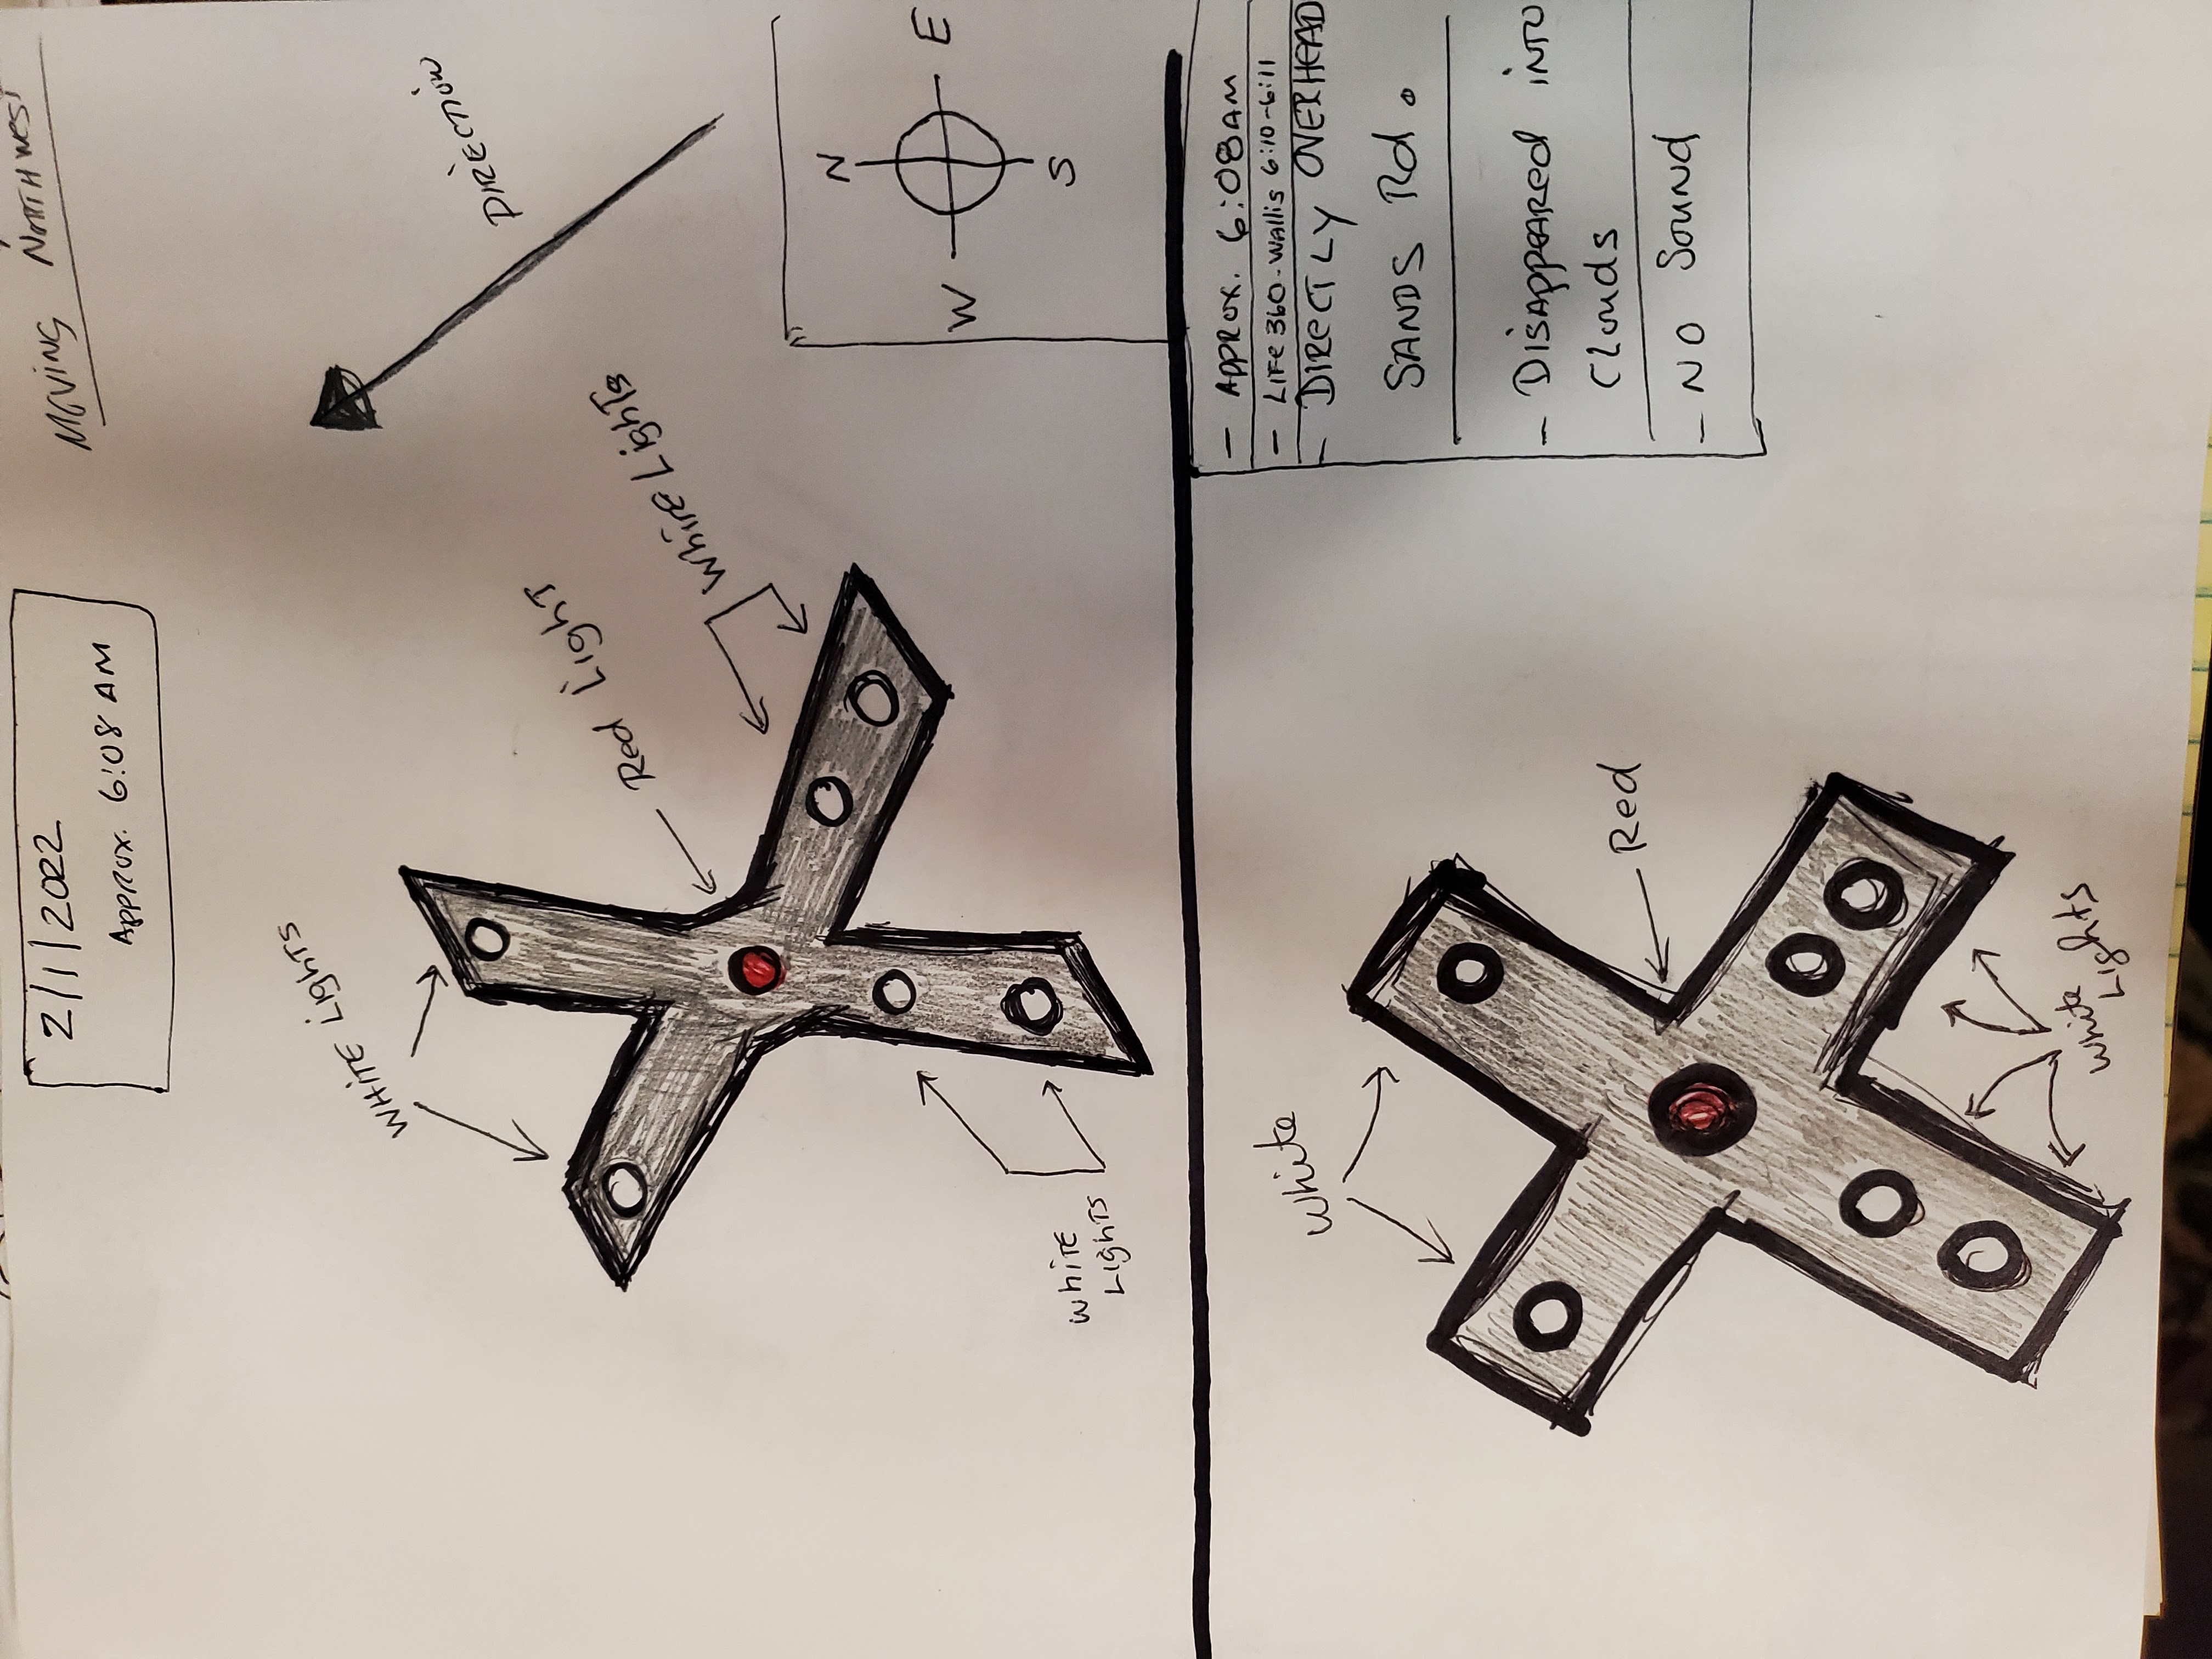 2/1/2022
Approx. 6:08 AM
MOVING NORTHWEST
WHITE LIGHTS
DIRECTION
Red Light
White Lights
N
W E
S
White
Lights
- APPROX. 6:08AM
- LIFE 360 - Wallis 6:10-6:11
- DIRECTLY OVERHEAD
SANDS Rd.
- Disappeared into
Clouds
- NO Sound
White
Red
White
Lights